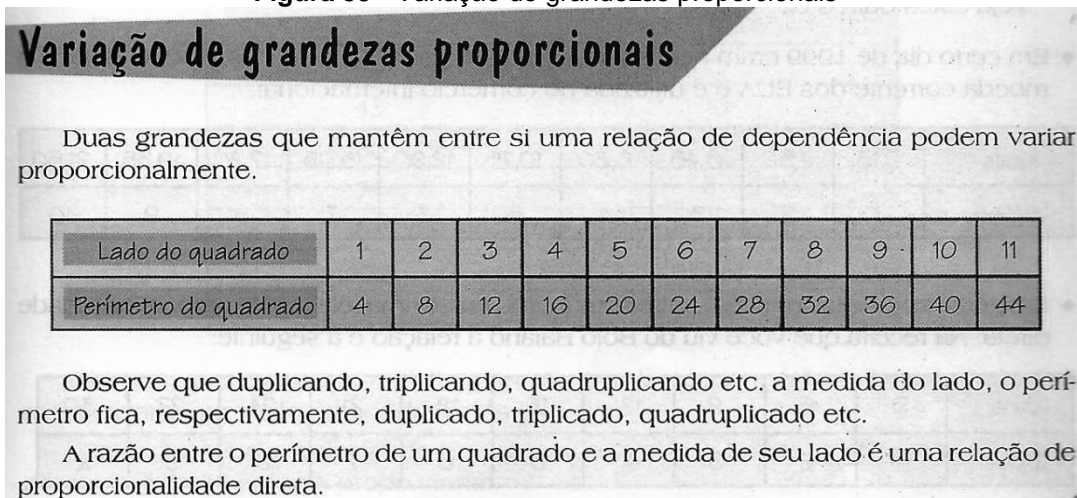 Variação de grandezas proporcionais
Duas grandezas que mantêm entre si uma relação de dependência podem variar
proporcionalmente.
Lado do quadrado 1 2 3 4 5 6 7 8 9 10 11
Perímetro do quadrado 4 8 12 16 20 24 28 32 36 40 44
Observe que duplicando, triplicando, quadruplicando etc. a medida do lado, o perí-
metro fica, respectivamente, duplicado, triplicado, quadruplicado etc.
A razão entre o perímetro de um quadrado e a medida de seu lado é uma relação de
proporcionalidade direta.